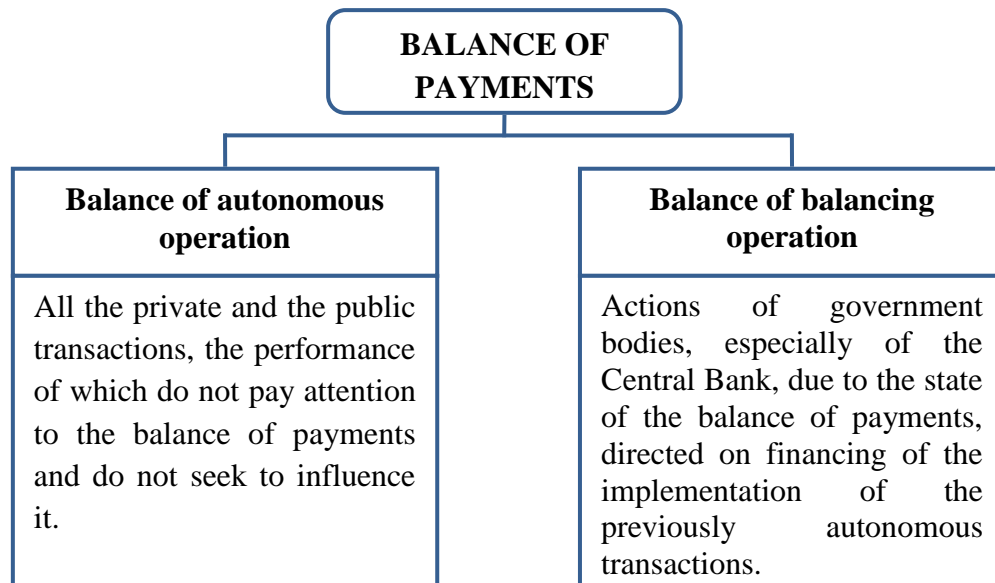 BALANCE OF
PAYMENTS
Balance of autonomous
operation
All the private and the public
transactions, the performance
of which do not pay attention
to the balance of payments
and do not seek to influence
it.
Balance of balancing
operation
Actions of government
bodies, especially of the
Central Bank, due to the state
of the balance of payments,
directed on financing of the
implementation of the
previously autonomous
transactions.